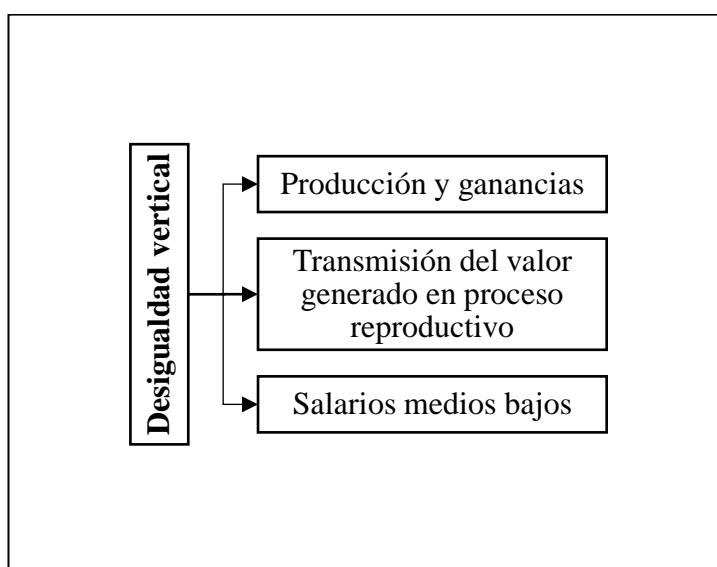 Desigualdad vertical
Producción y ganancias
Transmisión del valor
generado en proceso
reproductivo
Salarios medios bajos